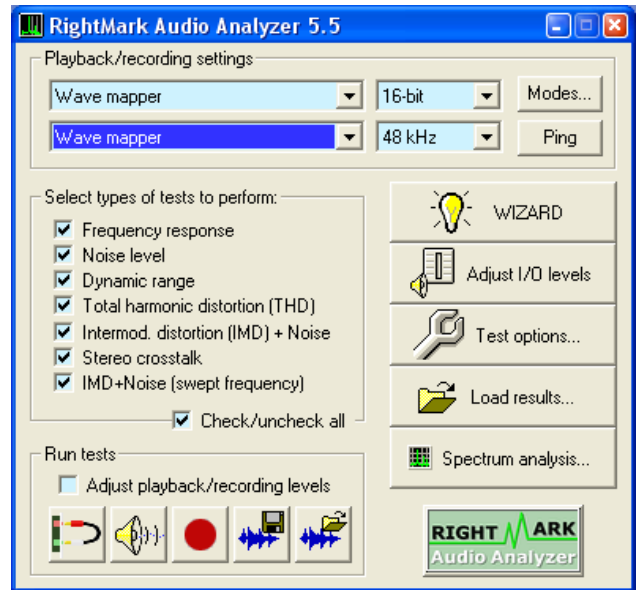 RightMark Audio Analyzer 5.5
Playback/recording settings
Wave mapper 16-bit Modes...
Wave mapper 48 kHz Ping
Select types of tests to perform:
Frequency response
Noise level
Dynamic range
Total harmonic distortion (THD)
Intermod. distortion (IMD) + Noise
Stereo crosstalk
IMD+Noise (swept frequency)
Check/uncheck all
WIZARD
Adjust I/O levels
Test options...
Load results...
Spectrum analysis...
Run tests
Adjust playback/recording levels
RIGHT MARK
Audio Analyzer